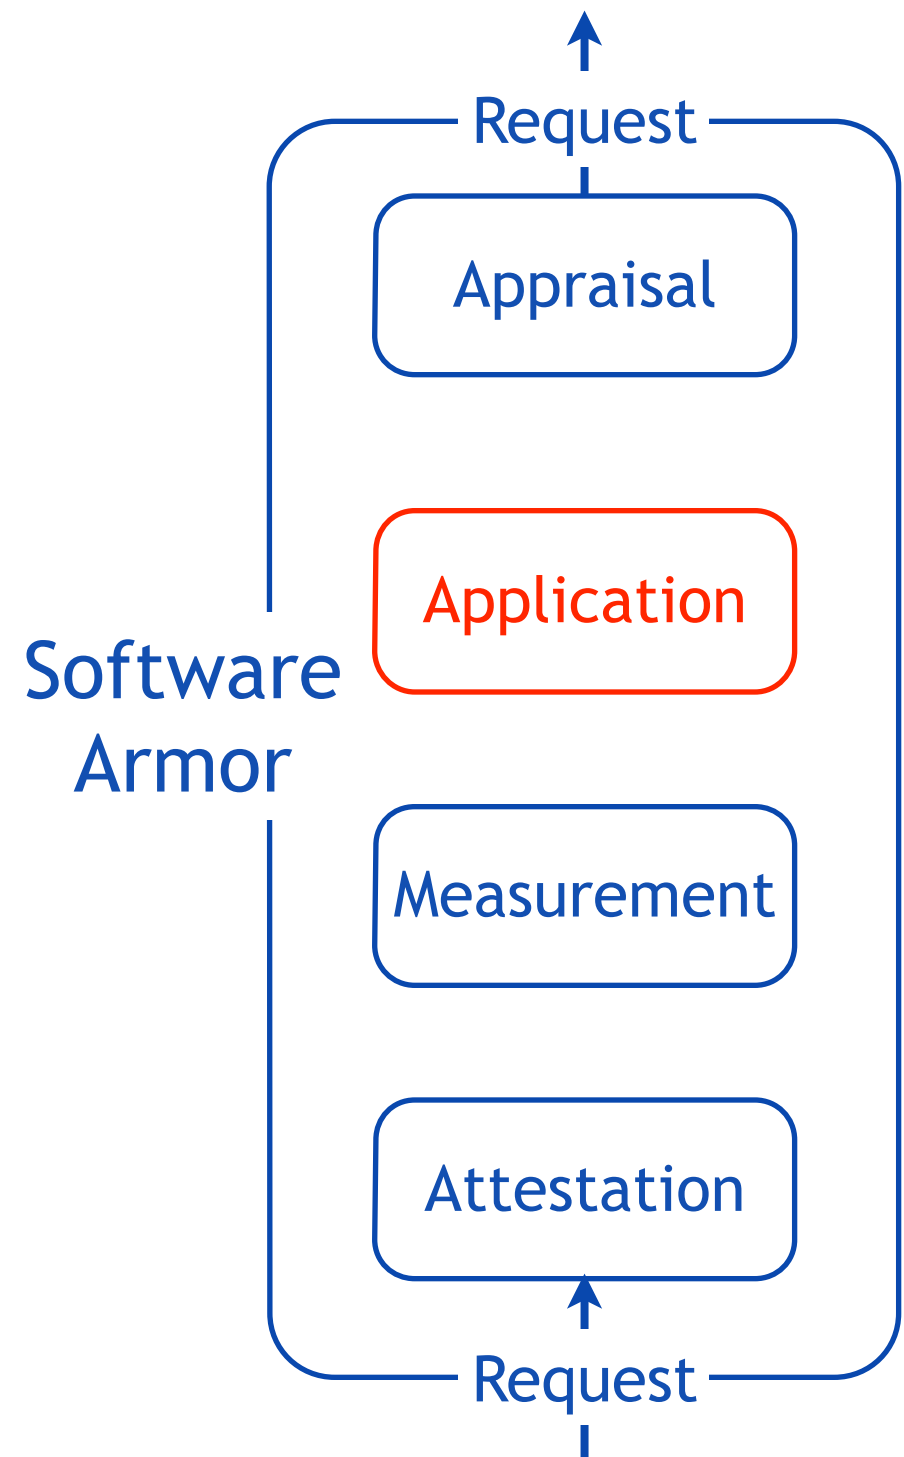 Request
Appraisal
Application
Software
Armor
Measurement
Attestation
Request